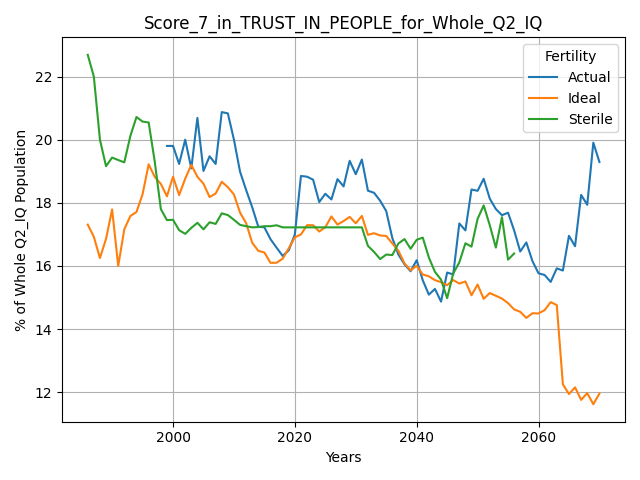 Score_7_in_TRUST_IN_PEOPLE_for_Whole_Q2_IQ
Fertility
Actual
Ideal
Sterile
% of Whole Q2_IQ Population
22
20
18
16
14
12
2000
2020
2040
2060
Years